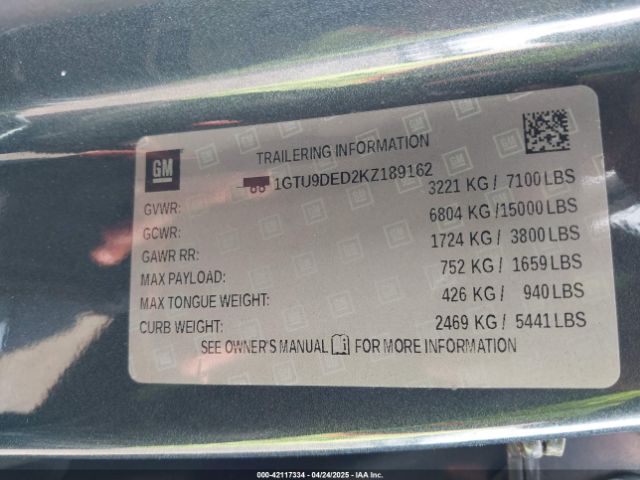 GM
TRAILERING INFORMATION
1GTU9DED2KZ189162
GVWR: 3221 KG / 7100 LBS
GCWR: 6804 KG /15000 LBS
GAWR RR: 1724 KG / 3800 LBS
MAX PAYLOAD: 752 KG / 1659 LBS
MAX TONGUE WEIGHT: 426 KG / 940 LBS
CURB WEIGHT: 2469 KG / 5441 LBS
SEE OWNER'S MANUAL FOR MORE INFORMATION
000-42117334 - 04/24/2025 - IAAI.COM